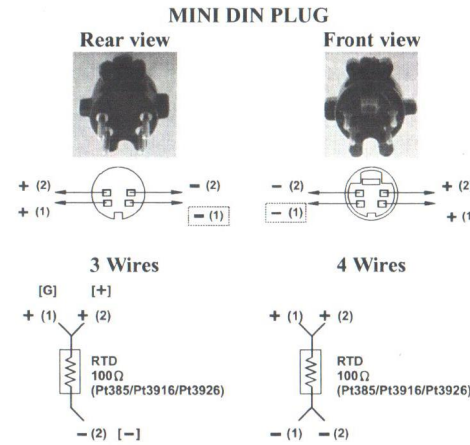 MINI DIN PLUG
Rear view
Front view
+ (2)
− (2)
+ (1)
− (1)
− (2)
+ (2)
− (1)
+ (1)
3 Wires
4 Wires
[G] [+]
+ (1) + (2)
RTD
100Ω
(Pt385/Pt3916/Pt3926)
− (2) [−]
+ (1) + (2)
RTD
100Ω
(Pt385/Pt3916/Pt3926)
− (1) − (2)